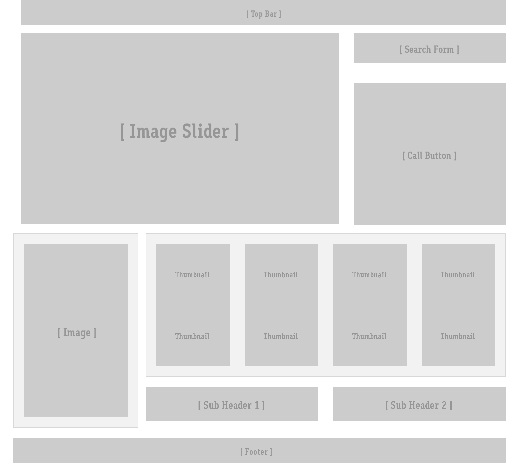 [ Top Bar ]
[ Image Slider ]
[ Search Form ]
[ Call Button ]
[ Image ]
Thumbnail Thumbnail Thumbnail Thumbnail
Thumbnail Thumbnail Thumbnail Thumbnail
[ Sub Header 1 ] [ Sub Header 2 ]
[ Footer ]